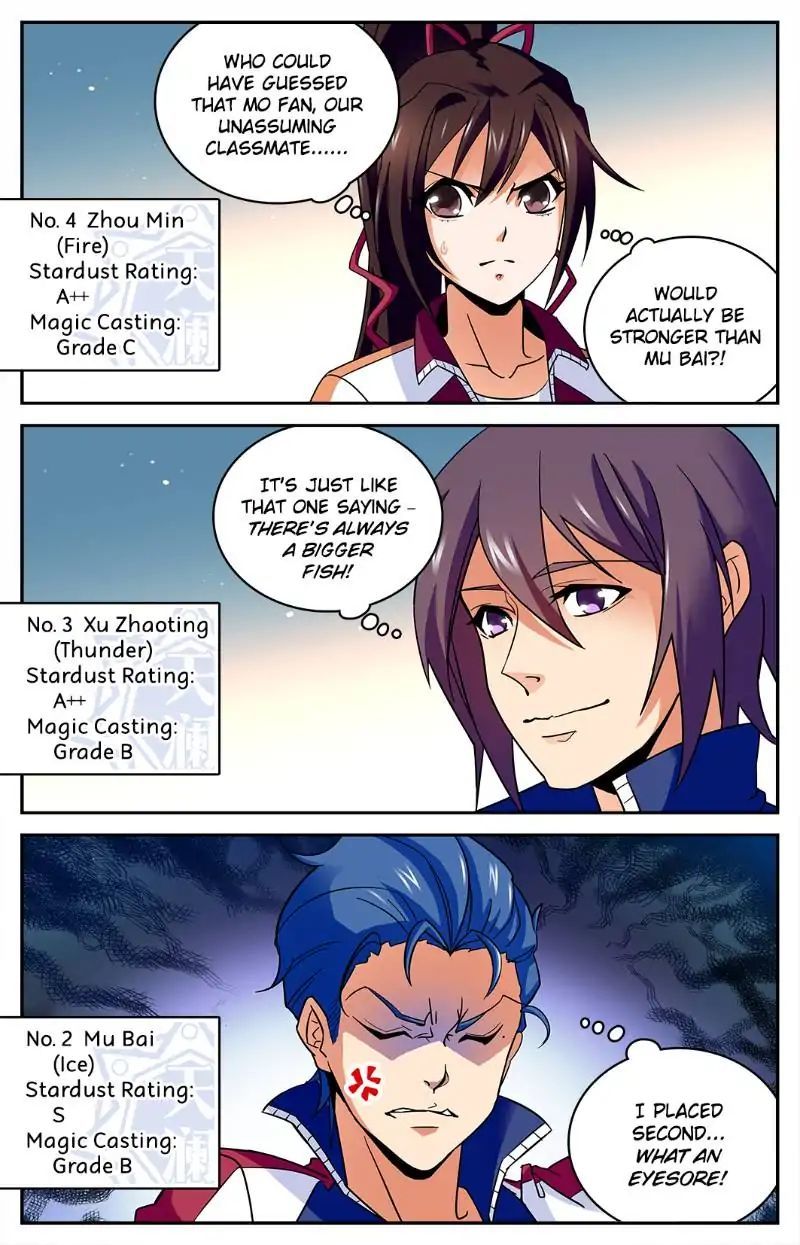 WHO COULD
HAVE GUESSED
THAT MO FAN, OUR
UNASSUMING
CLASSMATE......
No. 4 Zhou Min
(Fire)
Stardust Rating:
A++
Magic Casting:
Grade C
WOULD
ACTUALLY BE
STRONGER THAN
MU BAI?!
IT'S JUST LIKE
THAT ONE SAYING –
THERE'S ALWAYS
A BIGGER
FISH!
No. 3 Xu Zhaoting
(Thunder)
Stardust Rating:
A++
Magic Casting:
Grade B
No. 2 Mu Bai
(Ice)
Stardust Rating:
S
Magic Casting:
Grade B
I PLACED
SECOND...
WHAT AN
EYESORE!